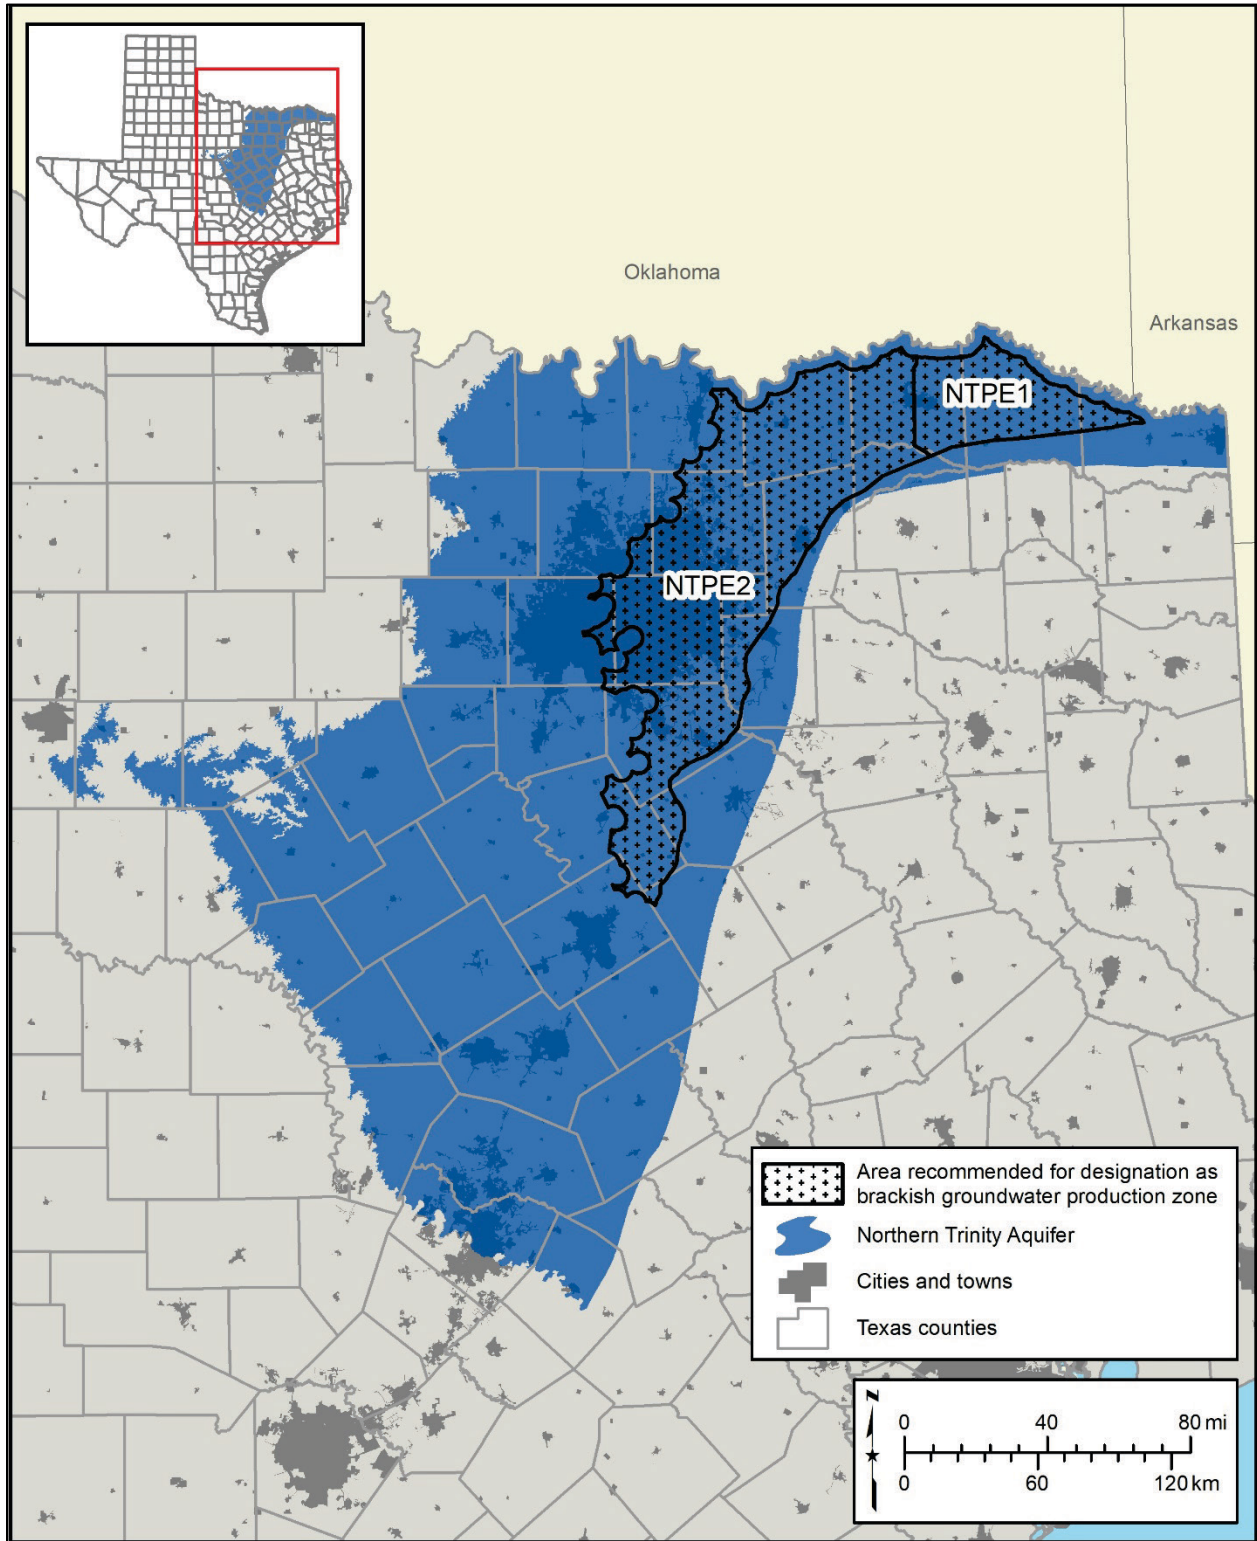 Oklahoma
Arkansas
NTPE1
NTPE2
Area recommended for designation as
brackish groundwater production zone
Northern Trinity Aquifer
Cities and towns
Texas counties
N
0 40 80 mi
0 60 120 km